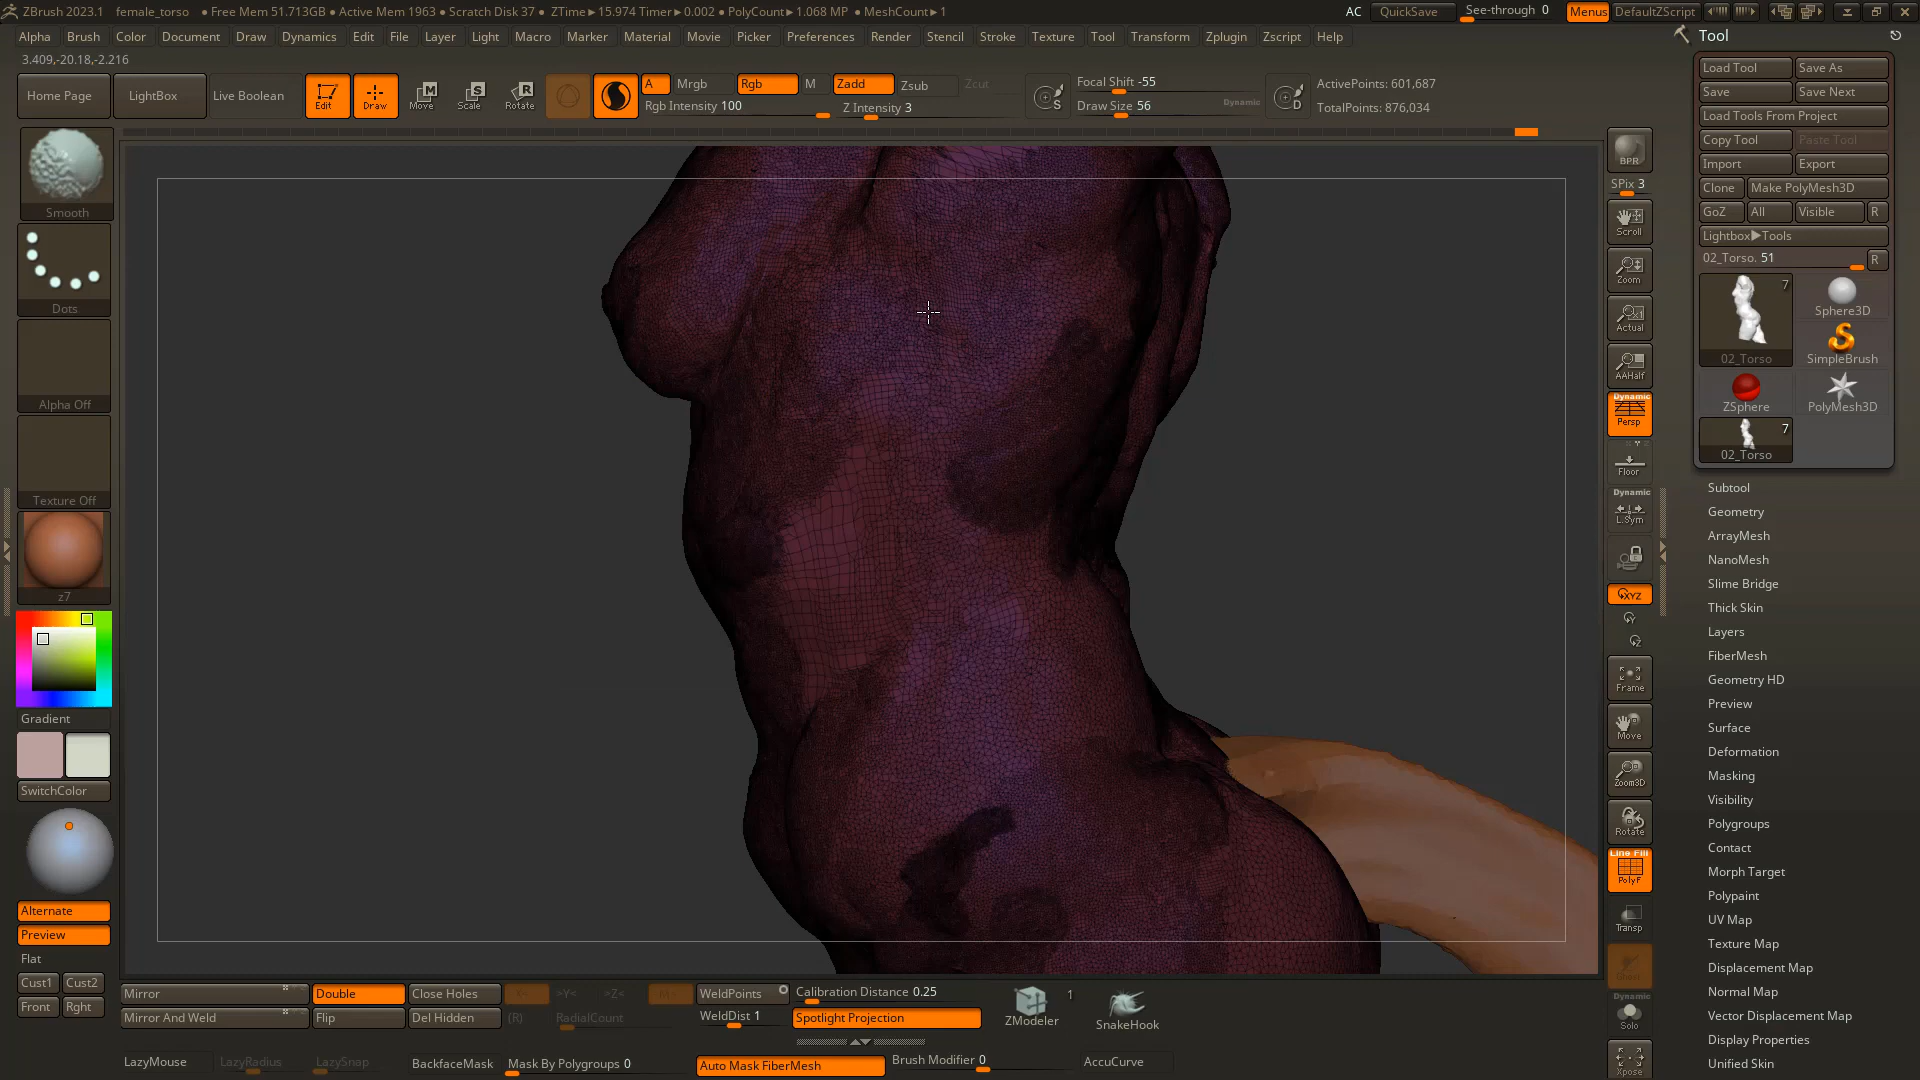 ZBrush 2023.1 female_torso ● Free Mem 51.713GB ● Active Mem 1963 ● Scratch Disk 37 ● ZTime►15.974 Timer►0.002 ● PolyCount►1.068 MP ● MeshCount►1 AC QuickSave See-through 0 Menus DefaultZScript
Alpha Brush Color Document Draw Dynamics Edit File Layer Light Macro Marker Material Movie Picker Preferences Render Stencil Stroke Texture Tool Transform Zplugin Zscript Help
3.409,-20.18,-2.216
Home Page LightBox Live Boolean Edit Draw Move Scale Rotate
A Mrgb Rgb M Zadd Zsub Zcut
Rgb Intensity 100 Z Intensity 3
Focal Shift -55
Draw Size 56 Dynamic
ActivePoints: 601,687
TotalPoints: 876,034
Smooth
Dots
Alpha Off
Texture Off
z7
Gradient
SwitchColor
Alternate
Preview
Flat
Cust1 Cust2
Front Rght
BPR
SPix 3
Scroll
Zoom
Actual
AAHalf
Dynamic
Persp
Floor
Dynamic
L.Sym
XYZ
Frame
Move
Zoom3D
Rotate
Line Fill
PolyF
Transp
Dynamic
Solo
Xpose
Tool
Load Tool Save As
Save Save Next
Load Tools From Project
Copy Tool Paste Tool
Import Export
Clone Make PolyMesh3D
GoZ All Visible R
Lightbox►Tools
02_Torso. 51 R
7
02_Torso
Sphere3D
SimpleBrush
ZSphere
PolyMesh3D
7
02_Torso
Subtool
Geometry
ArrayMesh
NanoMesh
Slime Bridge
Thick Skin
Layers
FiberMesh
Geometry HD
Preview
Surface
Deformation
Masking
Visibility
Polygroups
Contact
Morph Target
Polypaint
UV Map
Texture Map
Displacement Map
Normal Map
Vector Displacement Map
Display Properties
Unified Skin
Mirror Double Close Holes >Y< >Z< WeldPoints Calibration Distance 0.25
Mirror And Weld Flip Del Hidden (R) RadialCount WeldDist 1 Spotlight Projection
ZModeler 1 SnakeHook
LazyMouse LazyRadius LazySnap BackfaceMask Mask By Polygroups 0 Auto Mask FiberMesh Brush Modifier 0 AccuCurve